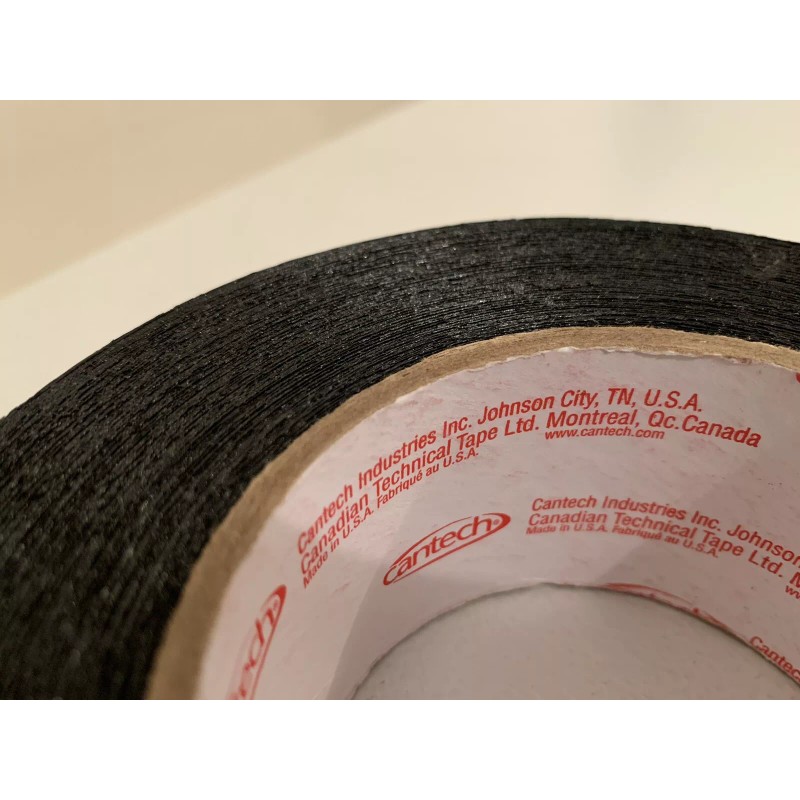 Cantech Industries Inc. Johnson City, TN, U.S.A.
Canadian Technical Tape Ltd. Montreal, Qc. Canada
Made in U.S.A. Fabriqué au U.S.A.
www.cantech.com
cantech®
Cantech Industries Inc. Johnson
Canadian Technical Tape Ltd.
Made in U.S.A. Fabriqué au U.S.A.
Cantech